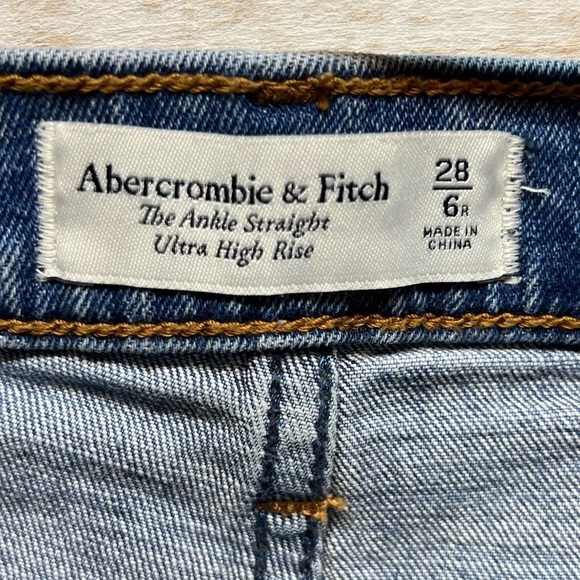 Abercrombie & Fitch
The Ankle Straight
Ultra High Rise
28
6R
MADE IN
CHINA